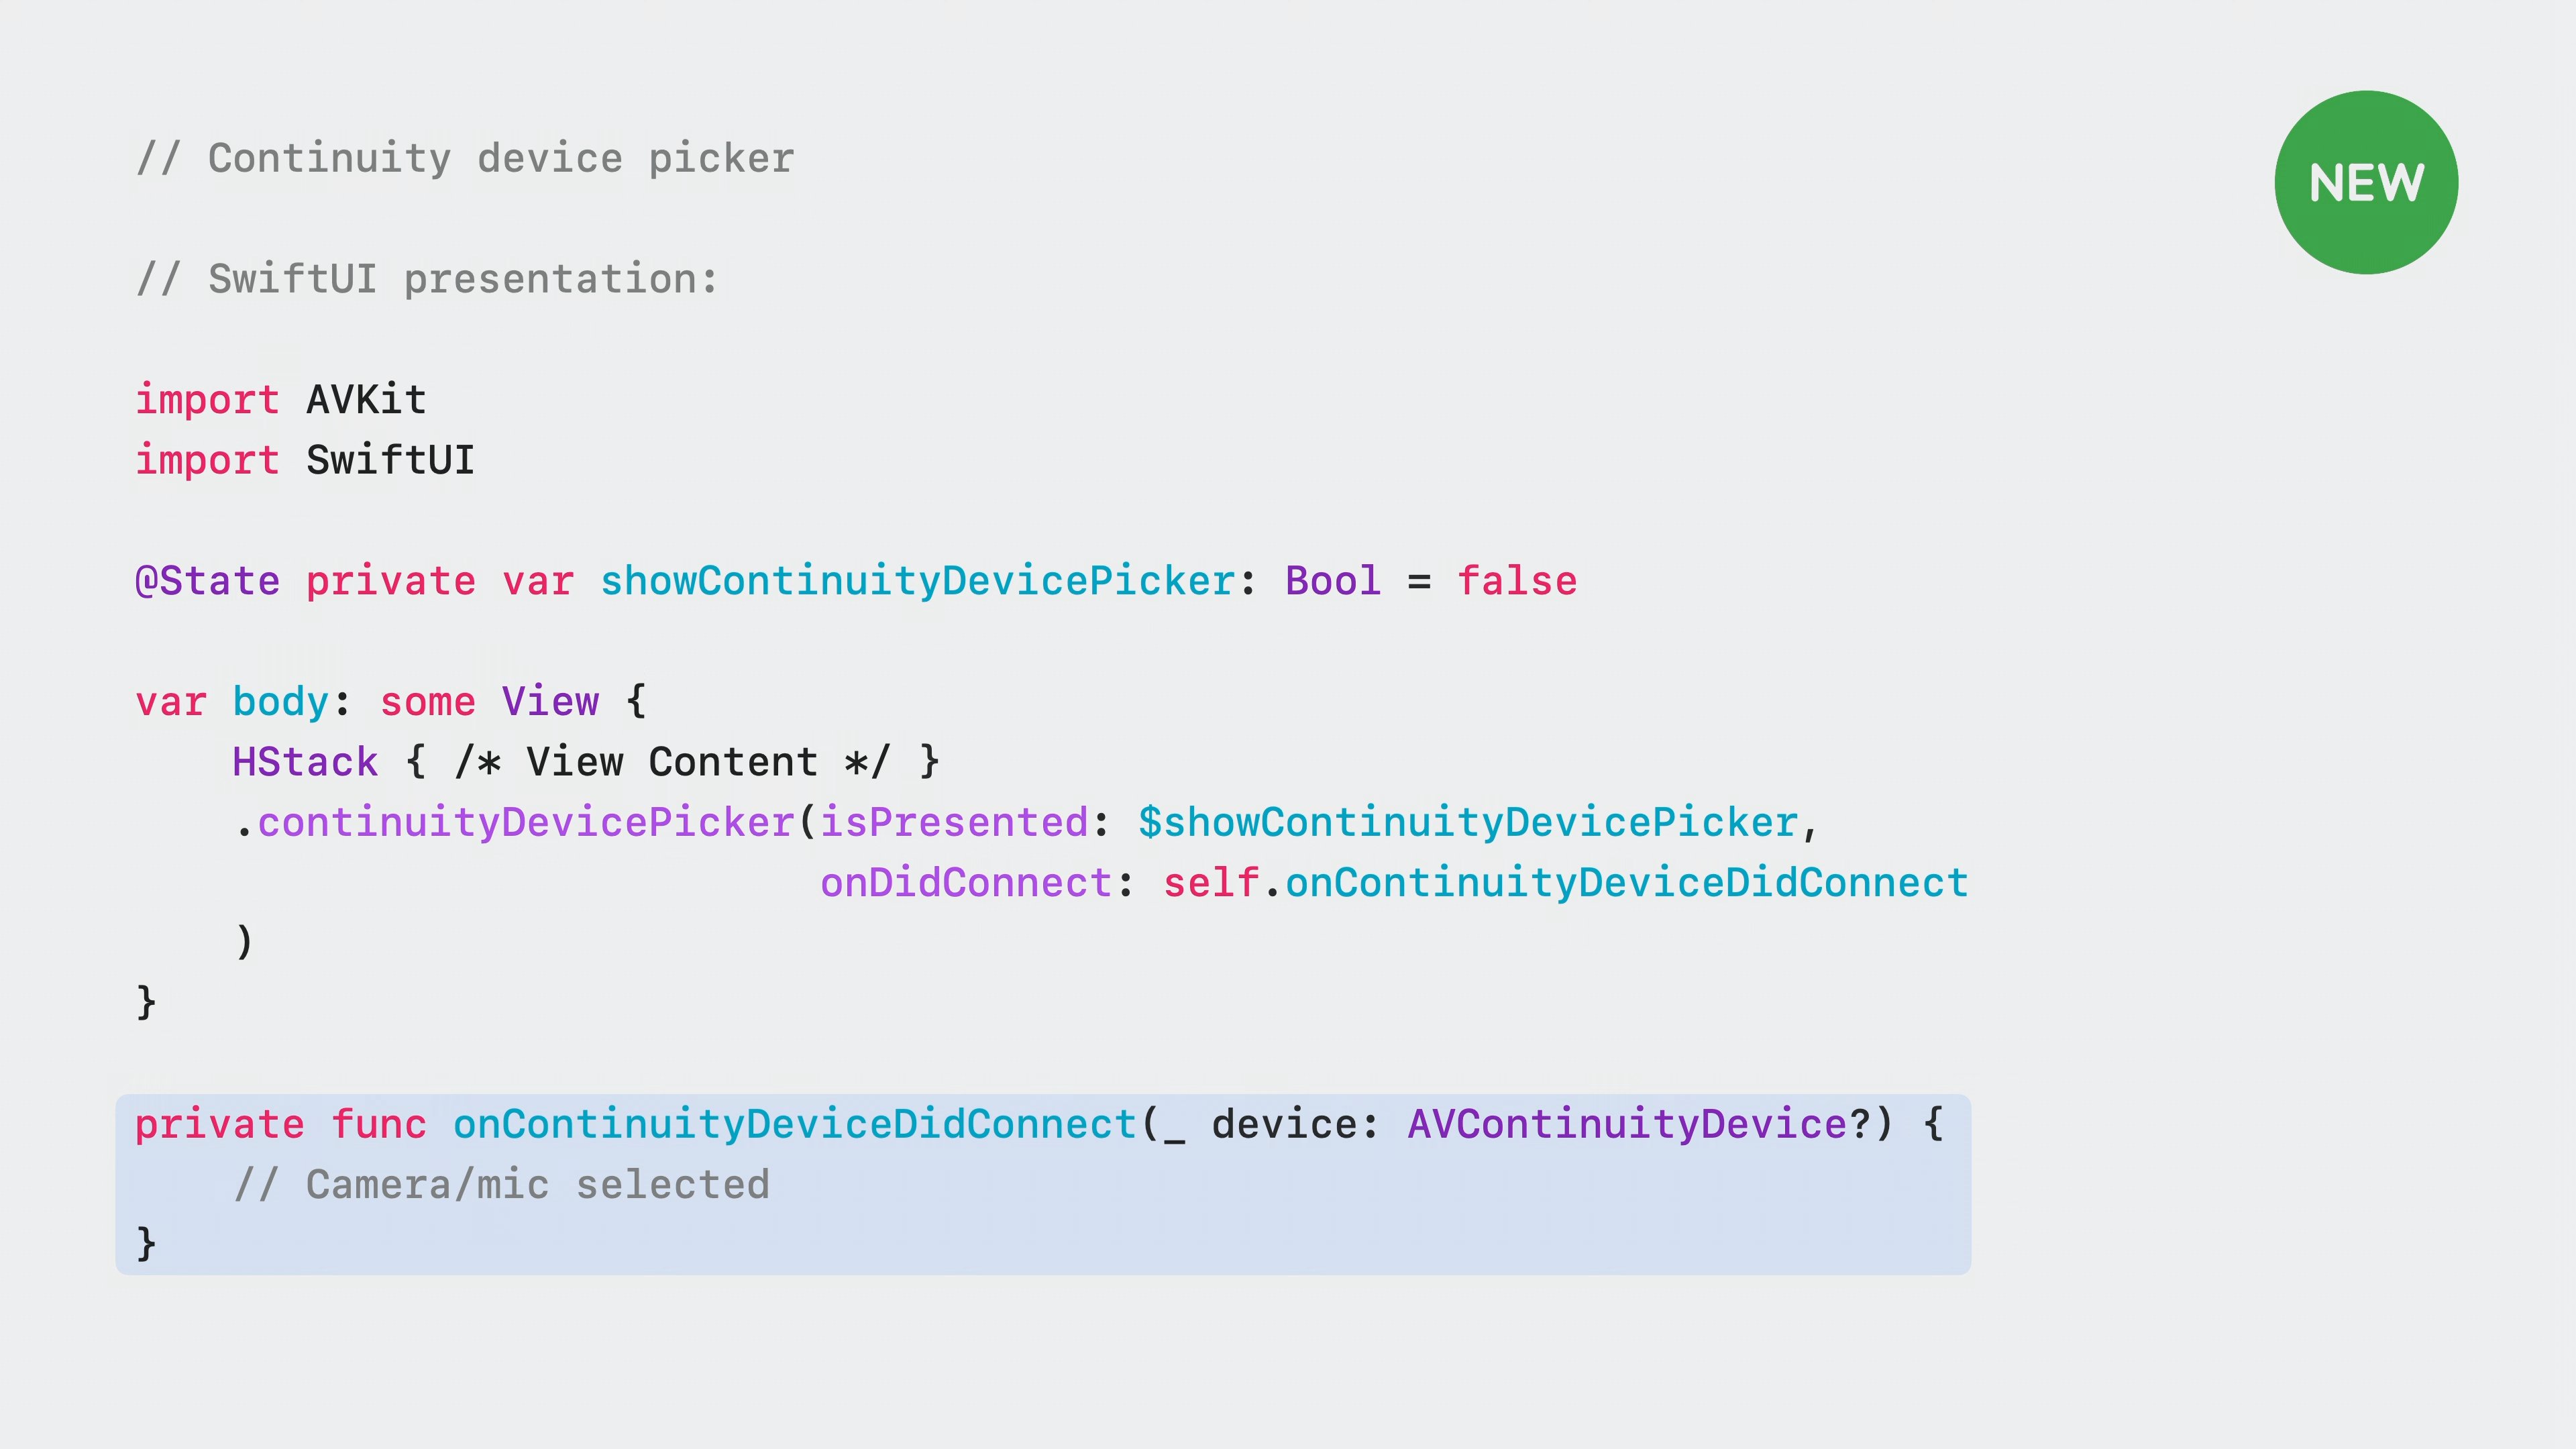 // Continuity device picker
NEW
// SwiftUI presentation:
import AVKit
import SwiftUI
@State private var showContinuityDevicePicker: Bool = false
var body: some View {
    HStack { /* View Content */ }
    .continuityDevicePicker(isPresented: $showContinuityDevicePicker,
                            onDidConnect: self.onContinuityDeviceDidConnect
    )
}
private func onContinuityDeviceDidConnect(_ device: AVContinuityDevice?) {
    // Camera/mic selected
}